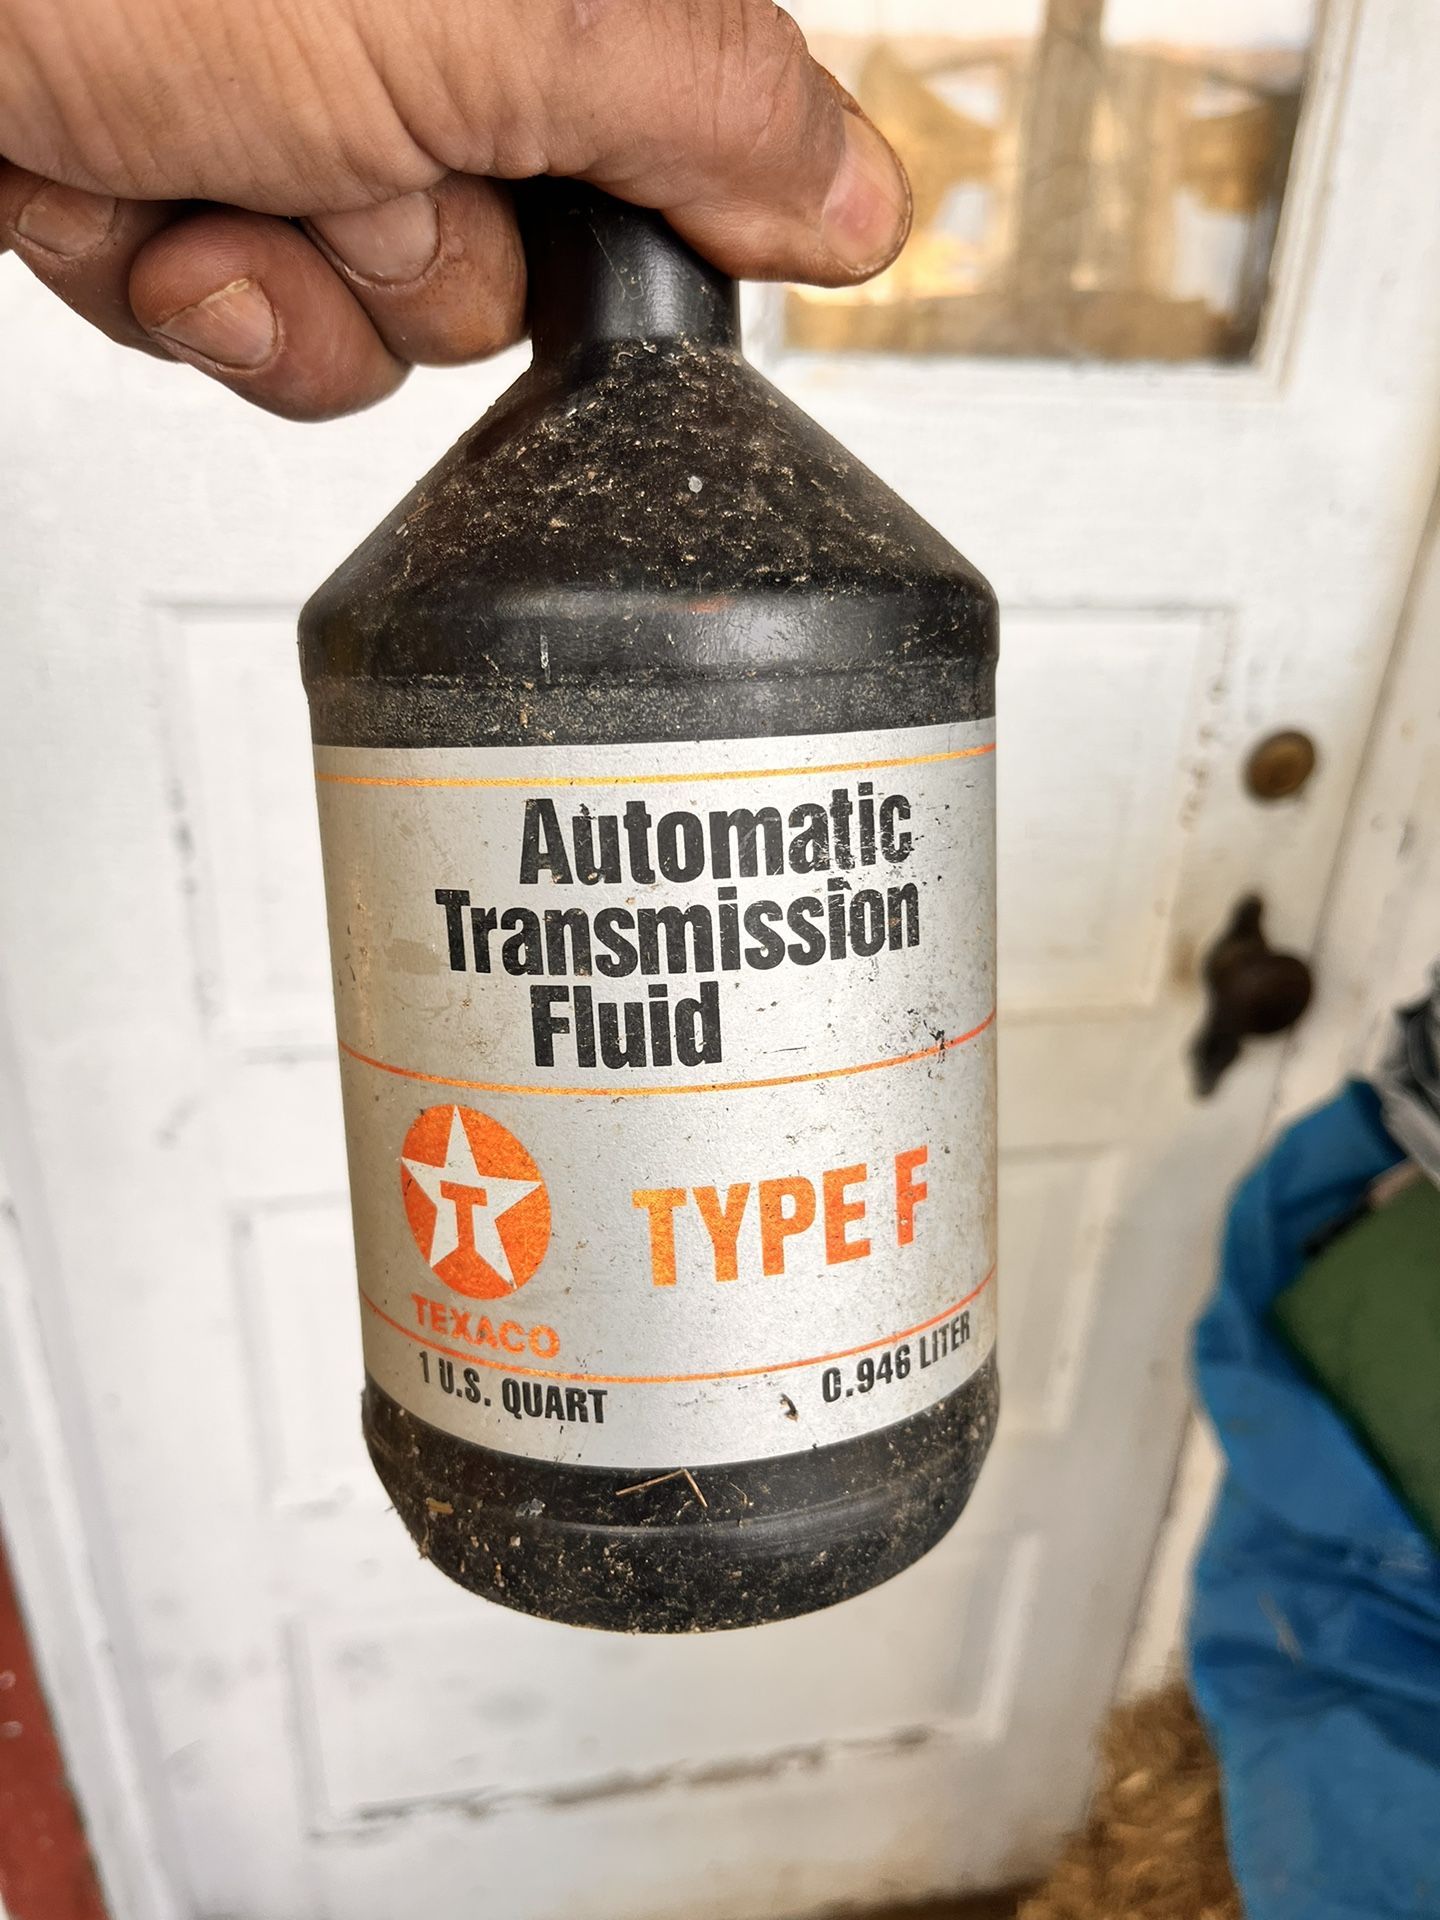 Automatic
Transmission
Fluid
T
TEXACO
TYPE F
1 U.S. QUART
0.946 LITER